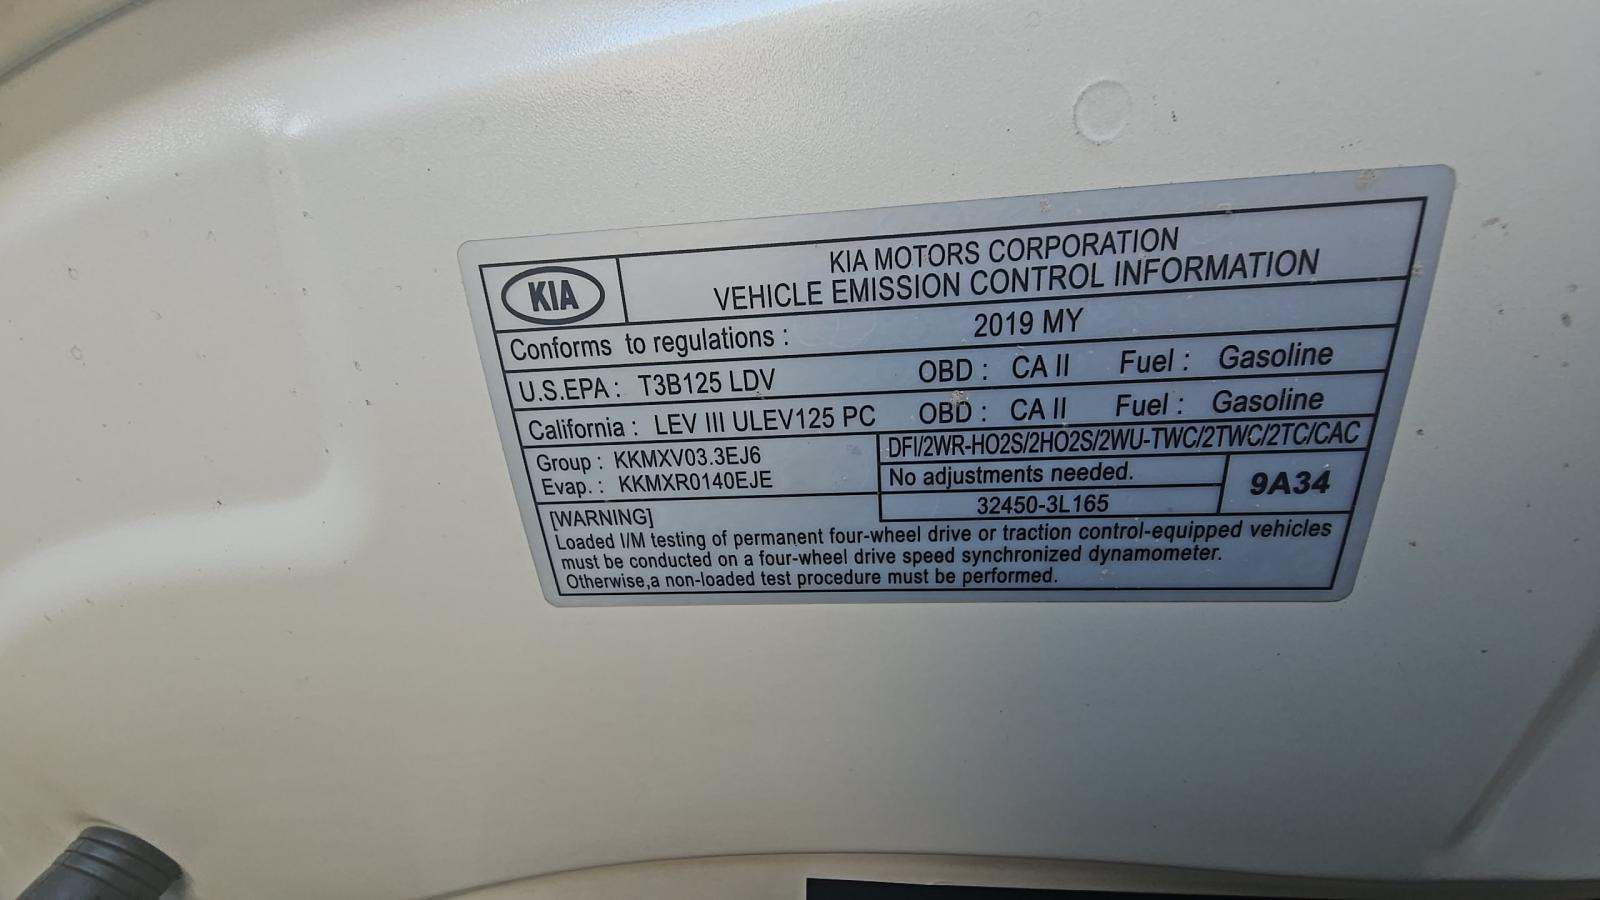 KIA
KIA MOTORS CORPORATION
VEHICLE EMISSION CONTROL INFORMATION
Conforms to regulations : 2019 MY
U.S.EPA : T3B125 LDV OBD : CA II Fuel : Gasoline
California : LEV III ULEV125 PC OBD : CA II Fuel : Gasoline
Group : KKMXV03.3EJ6
Evap. : KKMXR0140EJE
DFI/2WR-HO2S/2HO2S/2WU-TWC/2TWC/2TC/CAC
No adjustments needed.
32450-3L165
9A34
[WARNING]
Loaded I/M testing of permanent four-wheel drive or traction control-equipped vehicles
must be conducted on a four-wheel drive speed synchronized dynamometer.
Otherwise,a non-loaded test procedure must be performed.